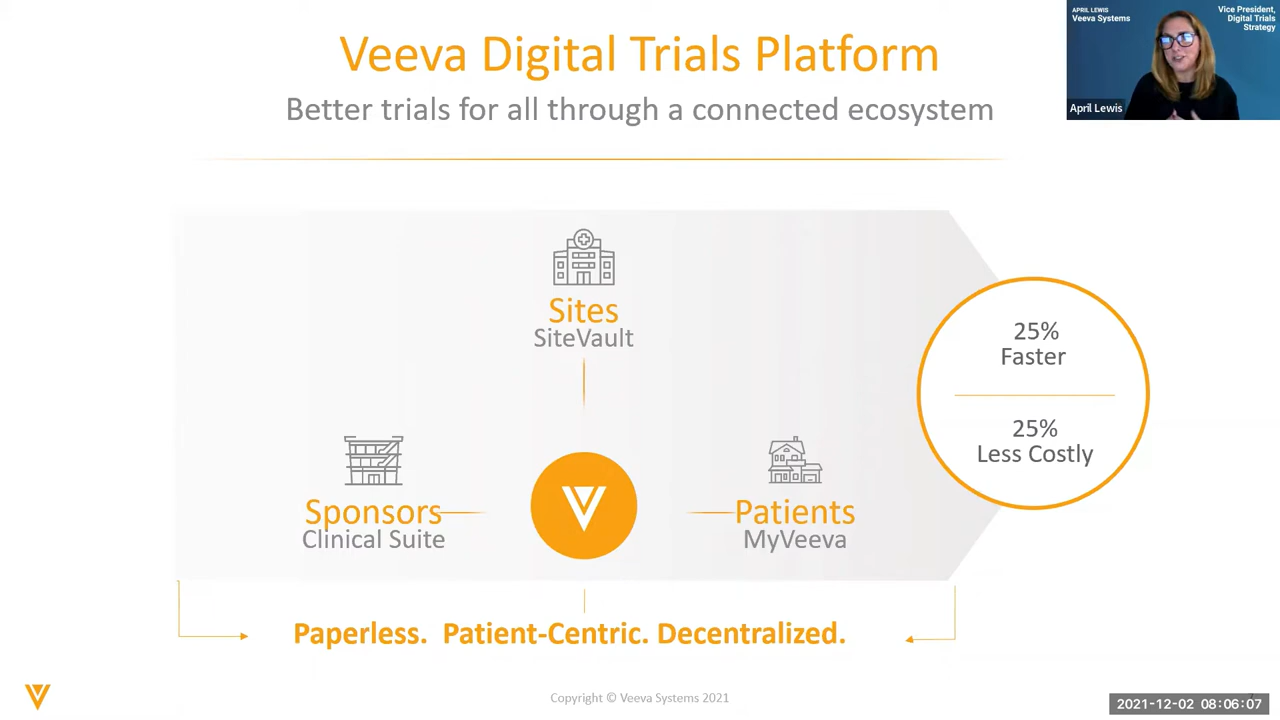 Veeva Digital Trials Platform
Better trials for all through a connected ecosystem
APRIL LEWIS
Veeva Systems
Vice President,
Digital Trials
Strategy
April Lewis
Sites
SiteVault
25%
Faster
25%
Less Costly
Sponsors
Clinical Suite
Patients
MyVeeva
Paperless. Patient-Centric. Decentralized.
Copyright © Veeva Systems 2021
2021-12-02 08:06:07